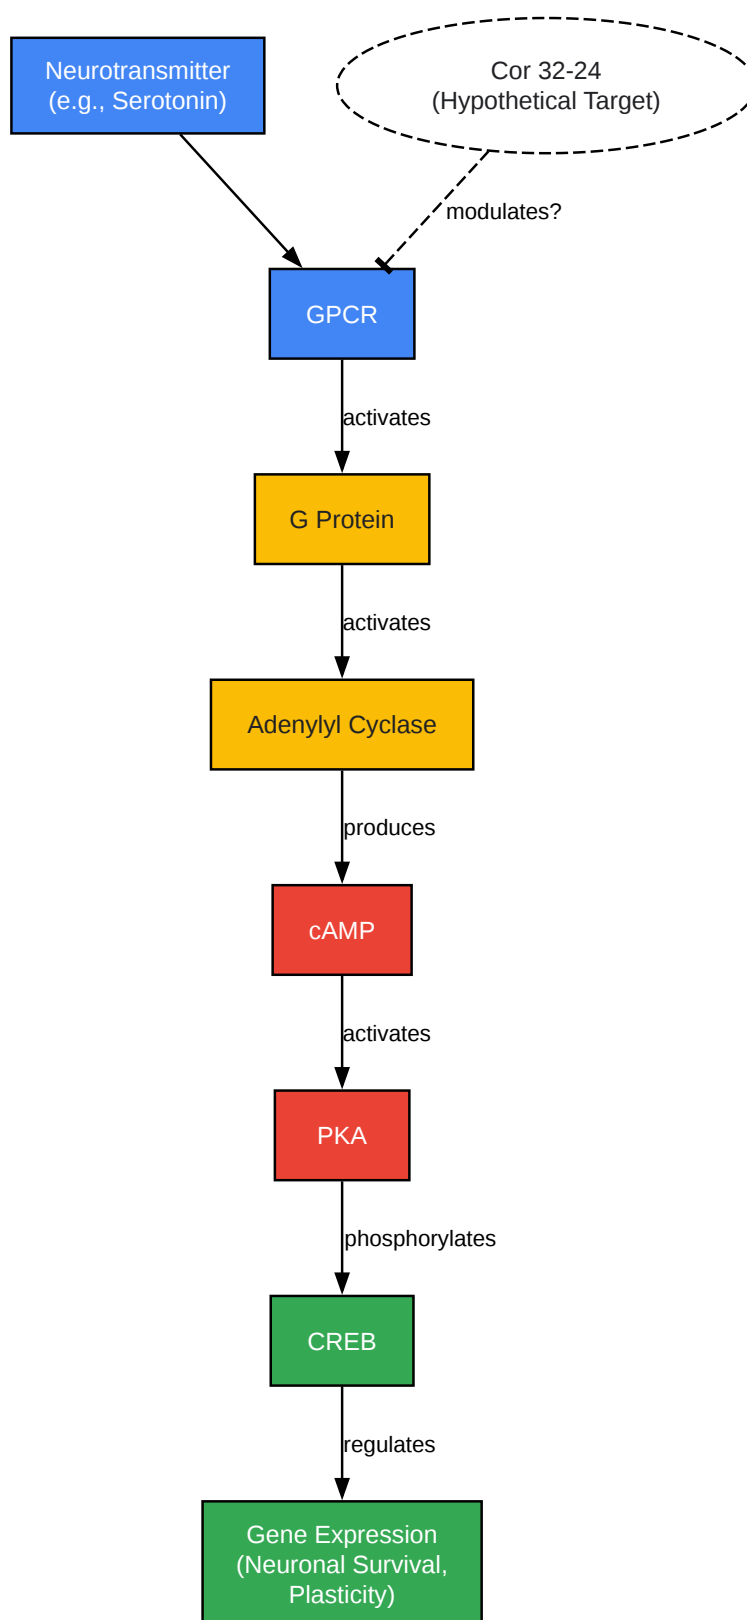 Neurotransmitter
(e.g., Serotonin)
Cor 32-24
(Hypothetical Target)
modulates?
GPCR
activates
G Protein
activates
Adenylyl Cyclase
produces
cAMP
activates
PKA
phosphorylates
CREB
regulates
Gene Expression
(Neuronal Survival,
Plasticity)